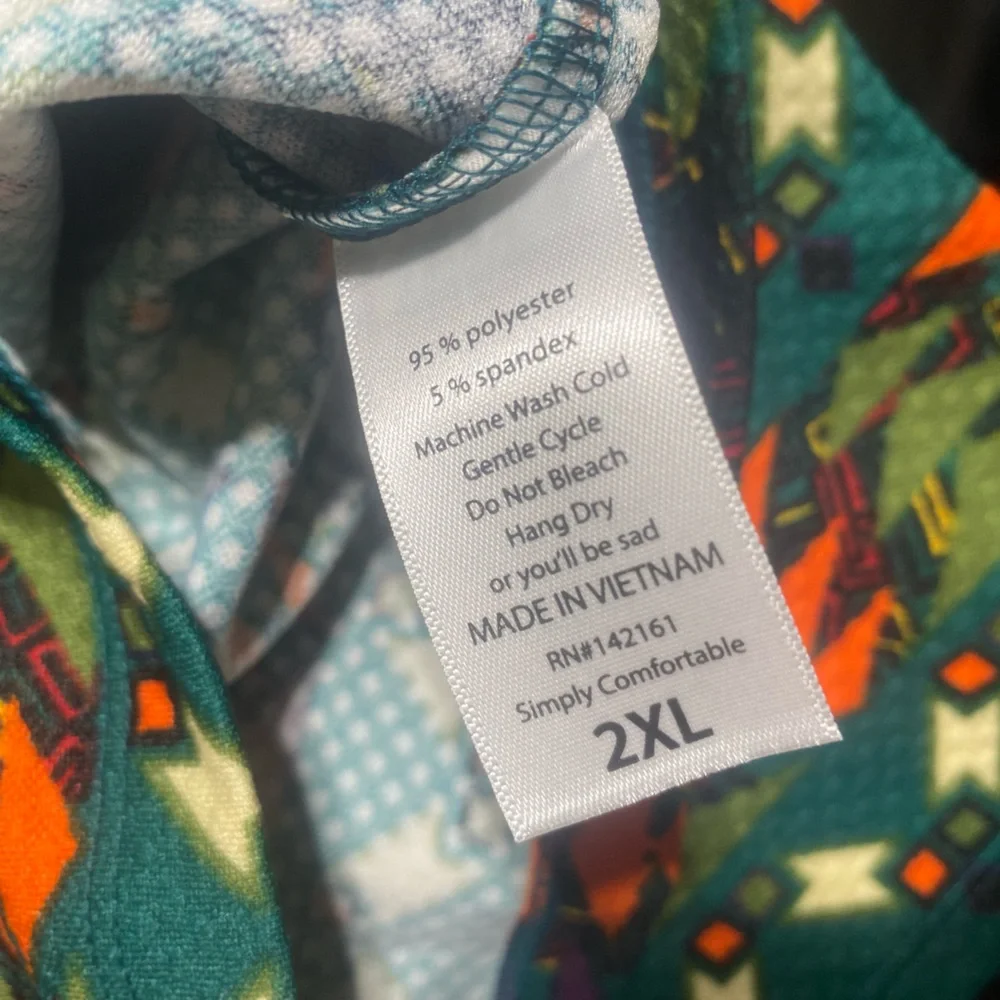 95 % polyester
5 % spandex
Machine Wash Cold
Gentle Cycle
Do Not Bleach
Hang Dry
or you'll be sad
MADE IN VIETNAM
RN#142161
Simply Comfortable
2XL